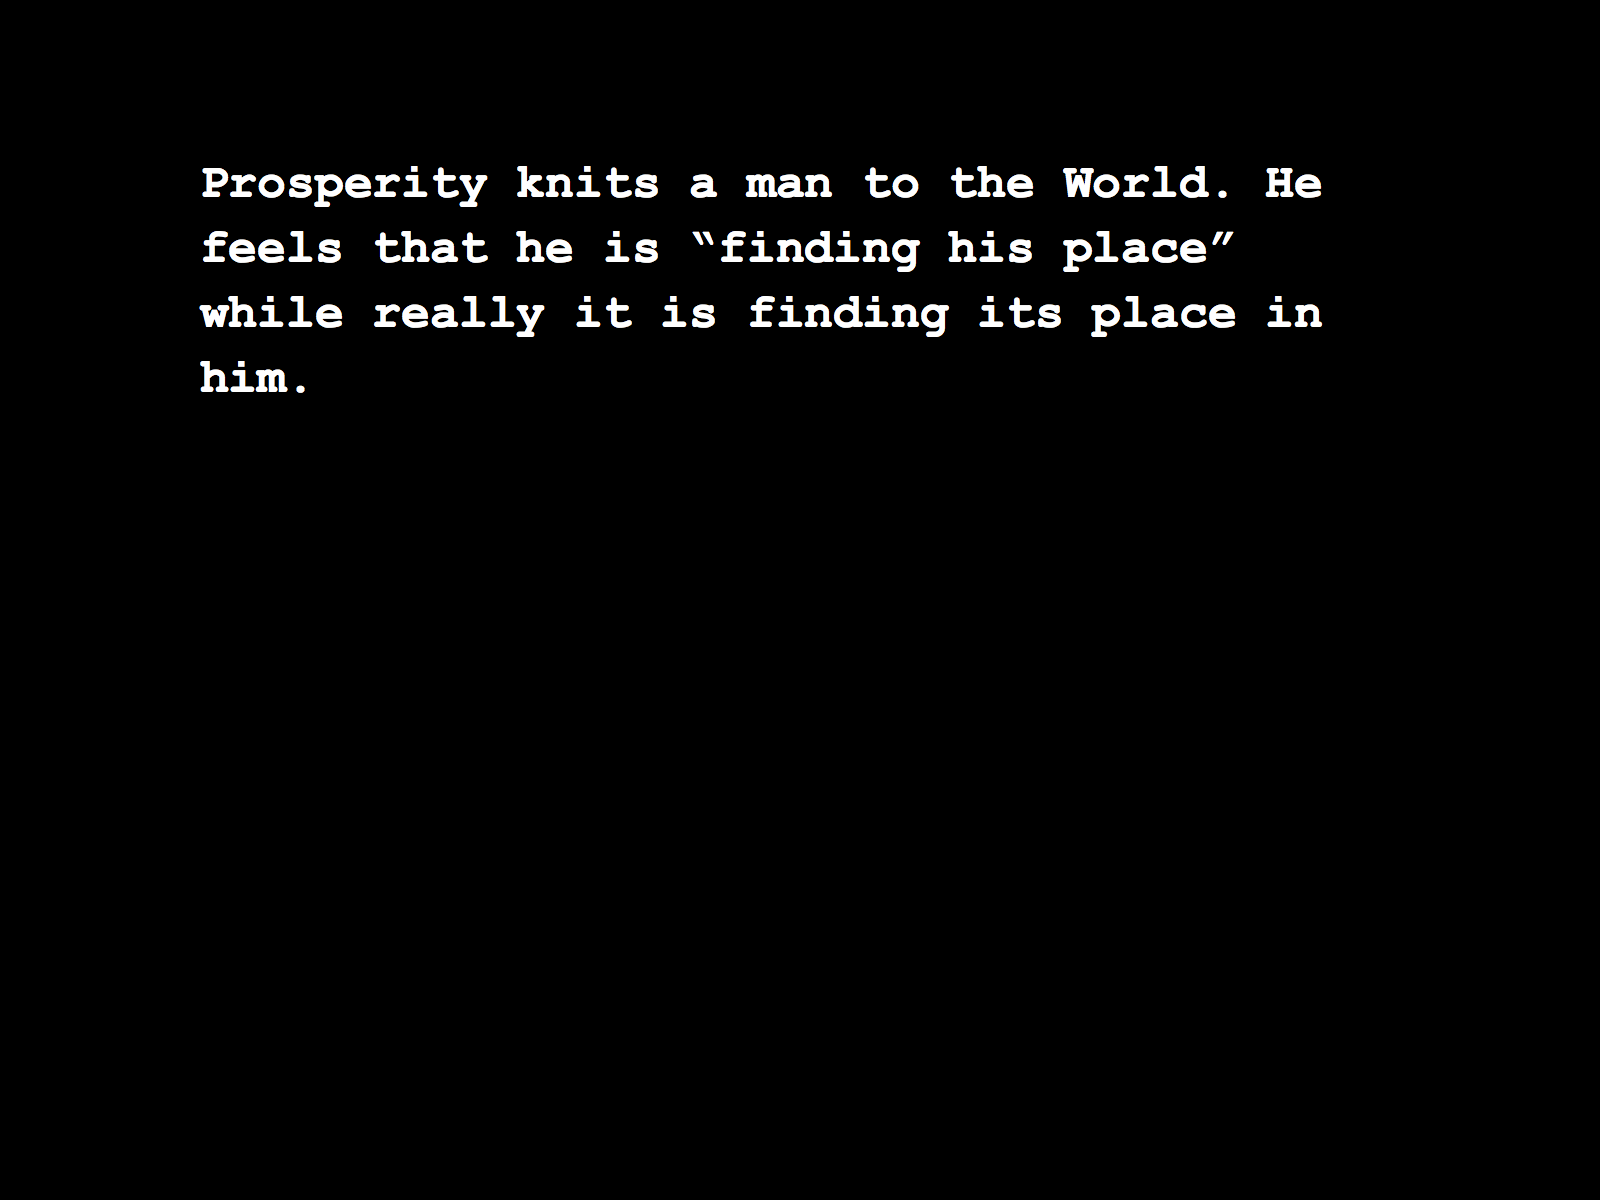 Prosperity knits a man to the World. He
feels that he is “finding his place”
while really it is finding its place in
him.